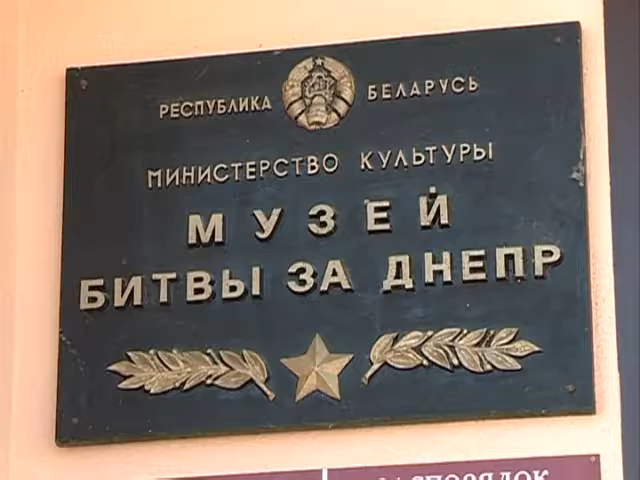 РЕСПУБЛИКА БЕЛАРУСЬ
МИНИСТЕРСТВО КУЛЬТУРЫ
МУЗЕЙ
БИТВЫ ЗА ДНЕПР